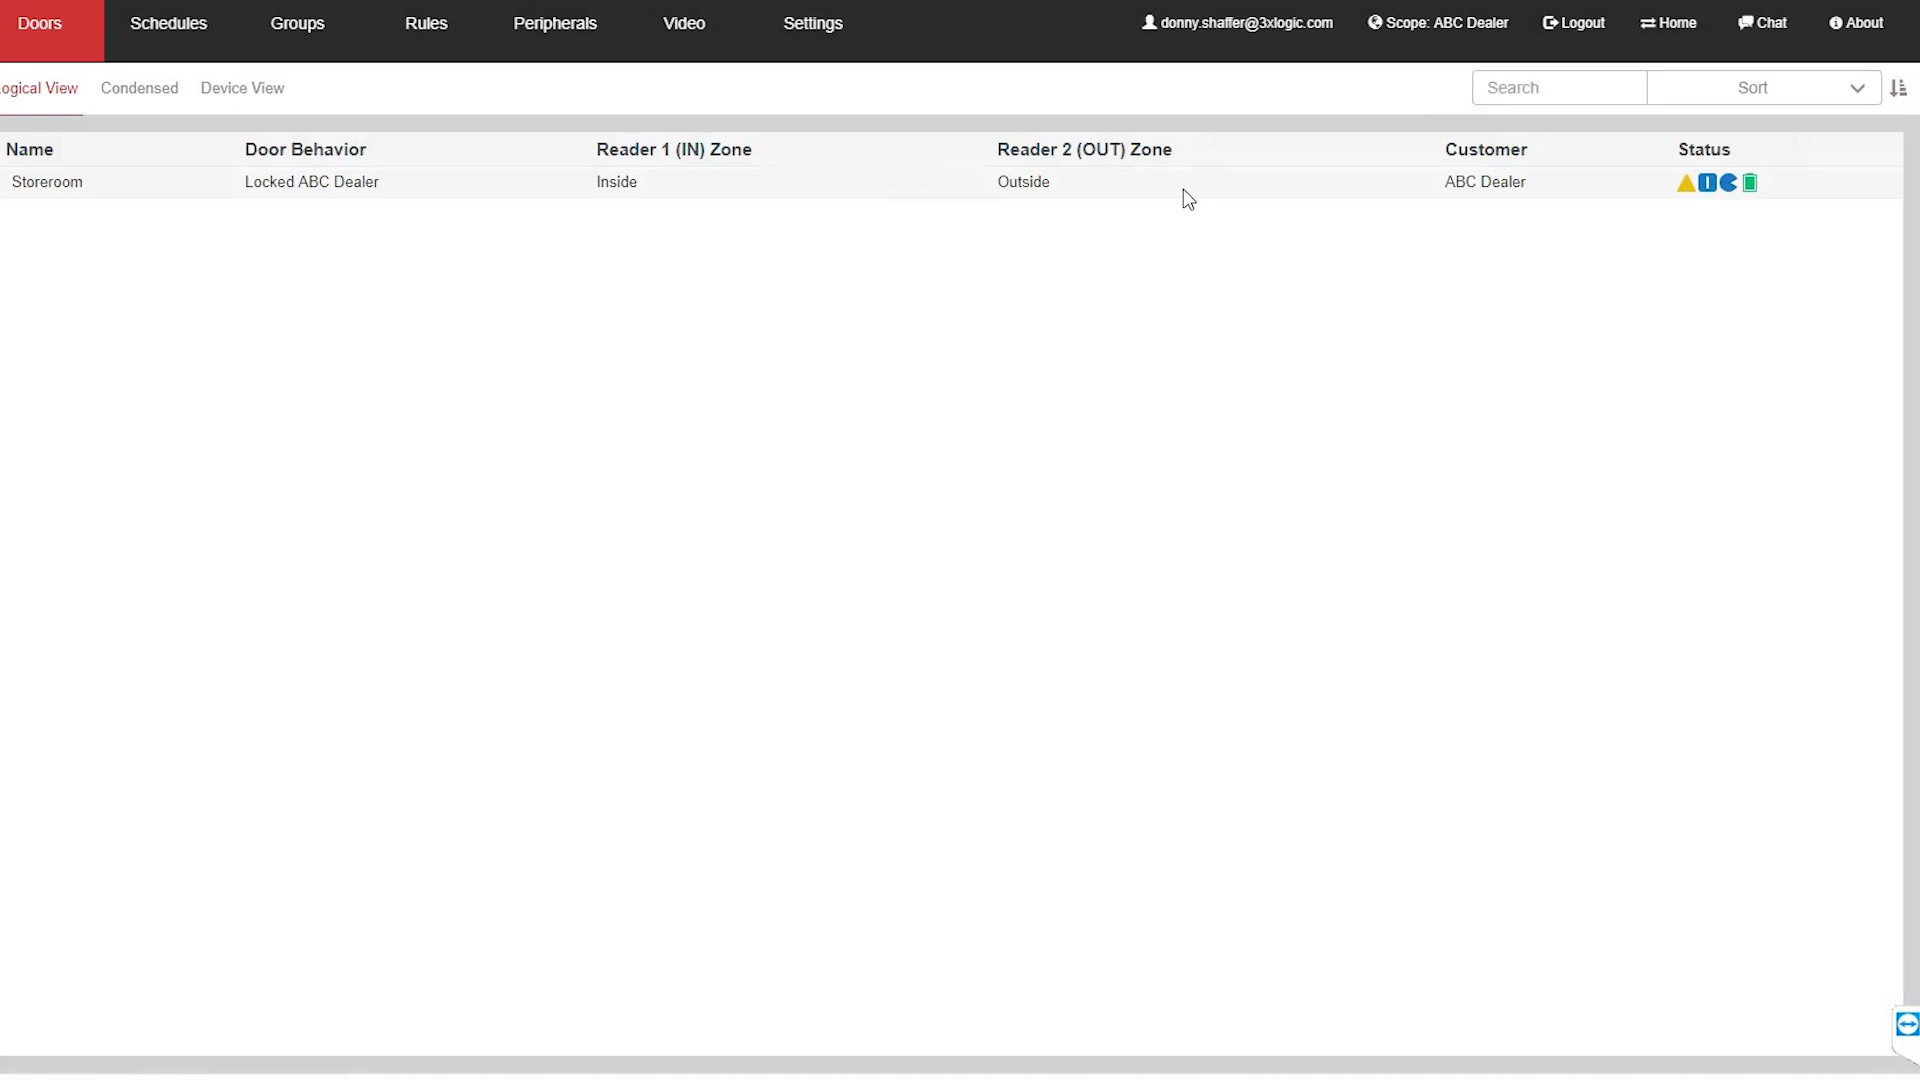 Doors Schedules Groups Rules Peripherals Video Settings donny.shaffer@3xlogic.com Scope: ABC Dealer Logout Home Chat About
ogical View Condensed Device View Search Sort
Name Door Behavior Reader 1 (IN) Zone Reader 2 (OUT) Zone Customer Status
Storeroom Locked ABC Dealer Inside Outside ABC Dealer